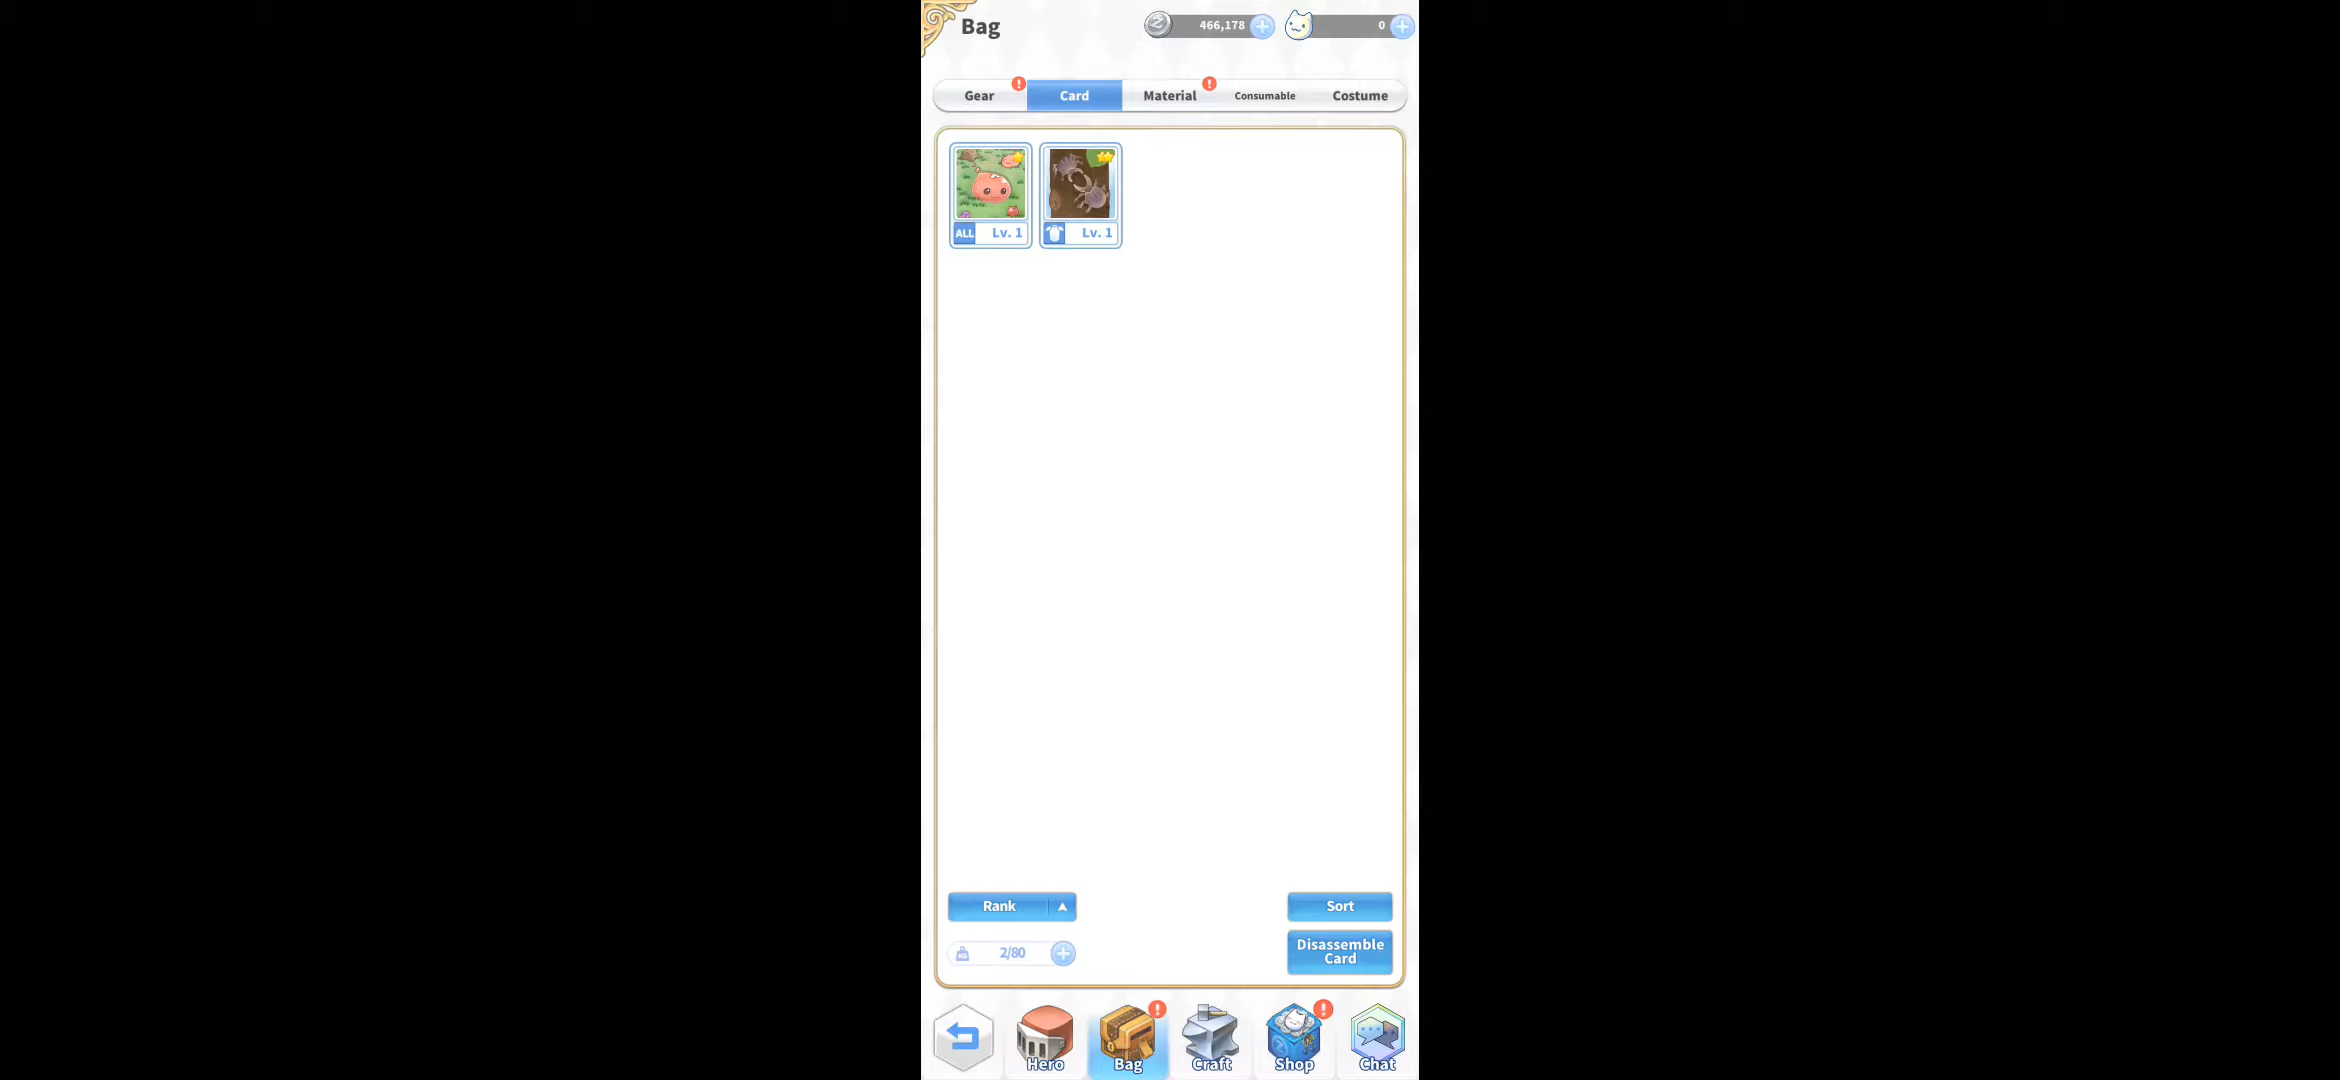 Bag
466,178
0
Gear
Card
Material
Consumable
Costume
ALL Lv. 1
Lv. 1
Rank
Sort
2/80
Disassemble
Card
Hero
Bag
Craft
Shop
Chat